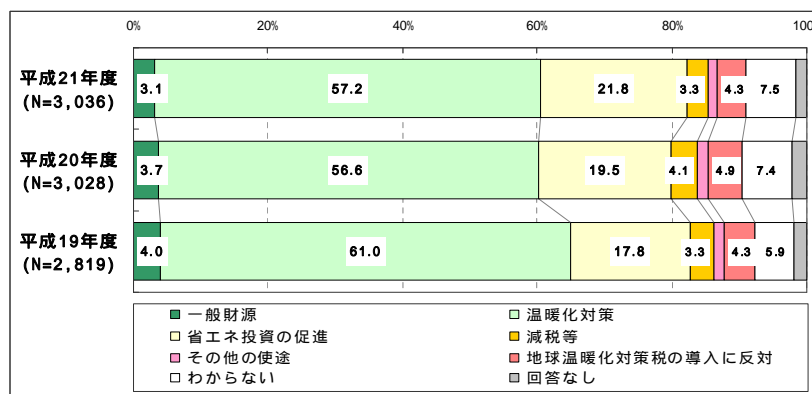 0% 20% 40% 60% 80% 100
平成21年度
(N=3,036)
3.1 57.2 21.8 3.3 4.3 7.5
平成20年度
(N=3,028)
3.7 56.6 19.5 4.1 4.9 7.4
平成19年度
(N=2,819)
4.0 61.0 17.8 3.3 4.3 5.9
一般財源 温暖化対策
省エネ投資の促進 減税等
その他の使途 地球温暖化対策税の導入に反対
わからない 回答なし